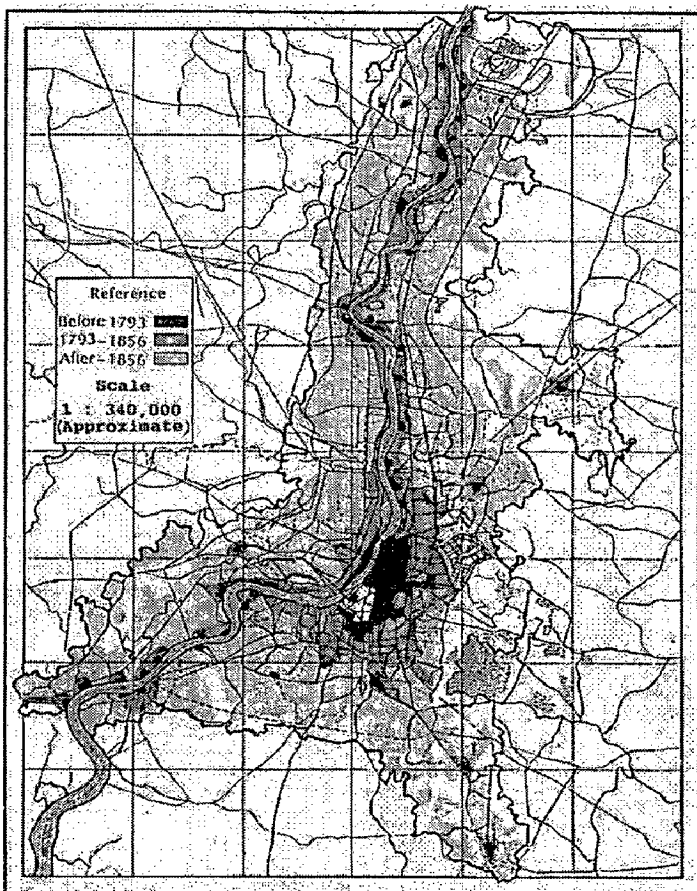 Reference
Before 1793
1793-1856
After-1856
Scale
1 : 340,000
(Approximate)